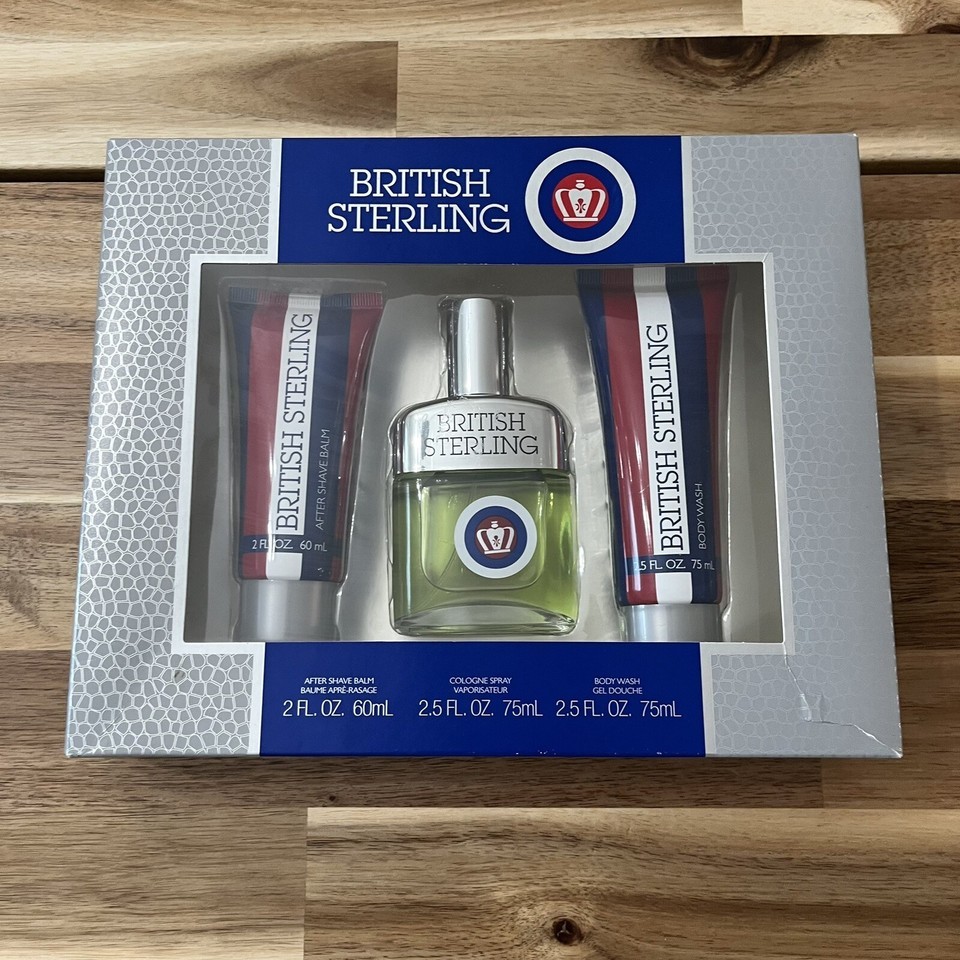 BRITISH
STERLING
BRITISH STERLING
AFTER SHAVE BALM
2 FL. OZ. 60 mL
BRITISH
STERLING
BRITISH STERLING
BODY WASH
.5 FL. OZ. 75 mL
AFTER SHAVE BALM
BAUME APRÉ-RASAGE
2 FL. OZ. 60mL
COLOGNE SPRAY
VAPORISATEUR
2.5 FL. OZ. 75mL
BODY WASH
GEL DOUCHE
2.5 FL. OZ. 75mL